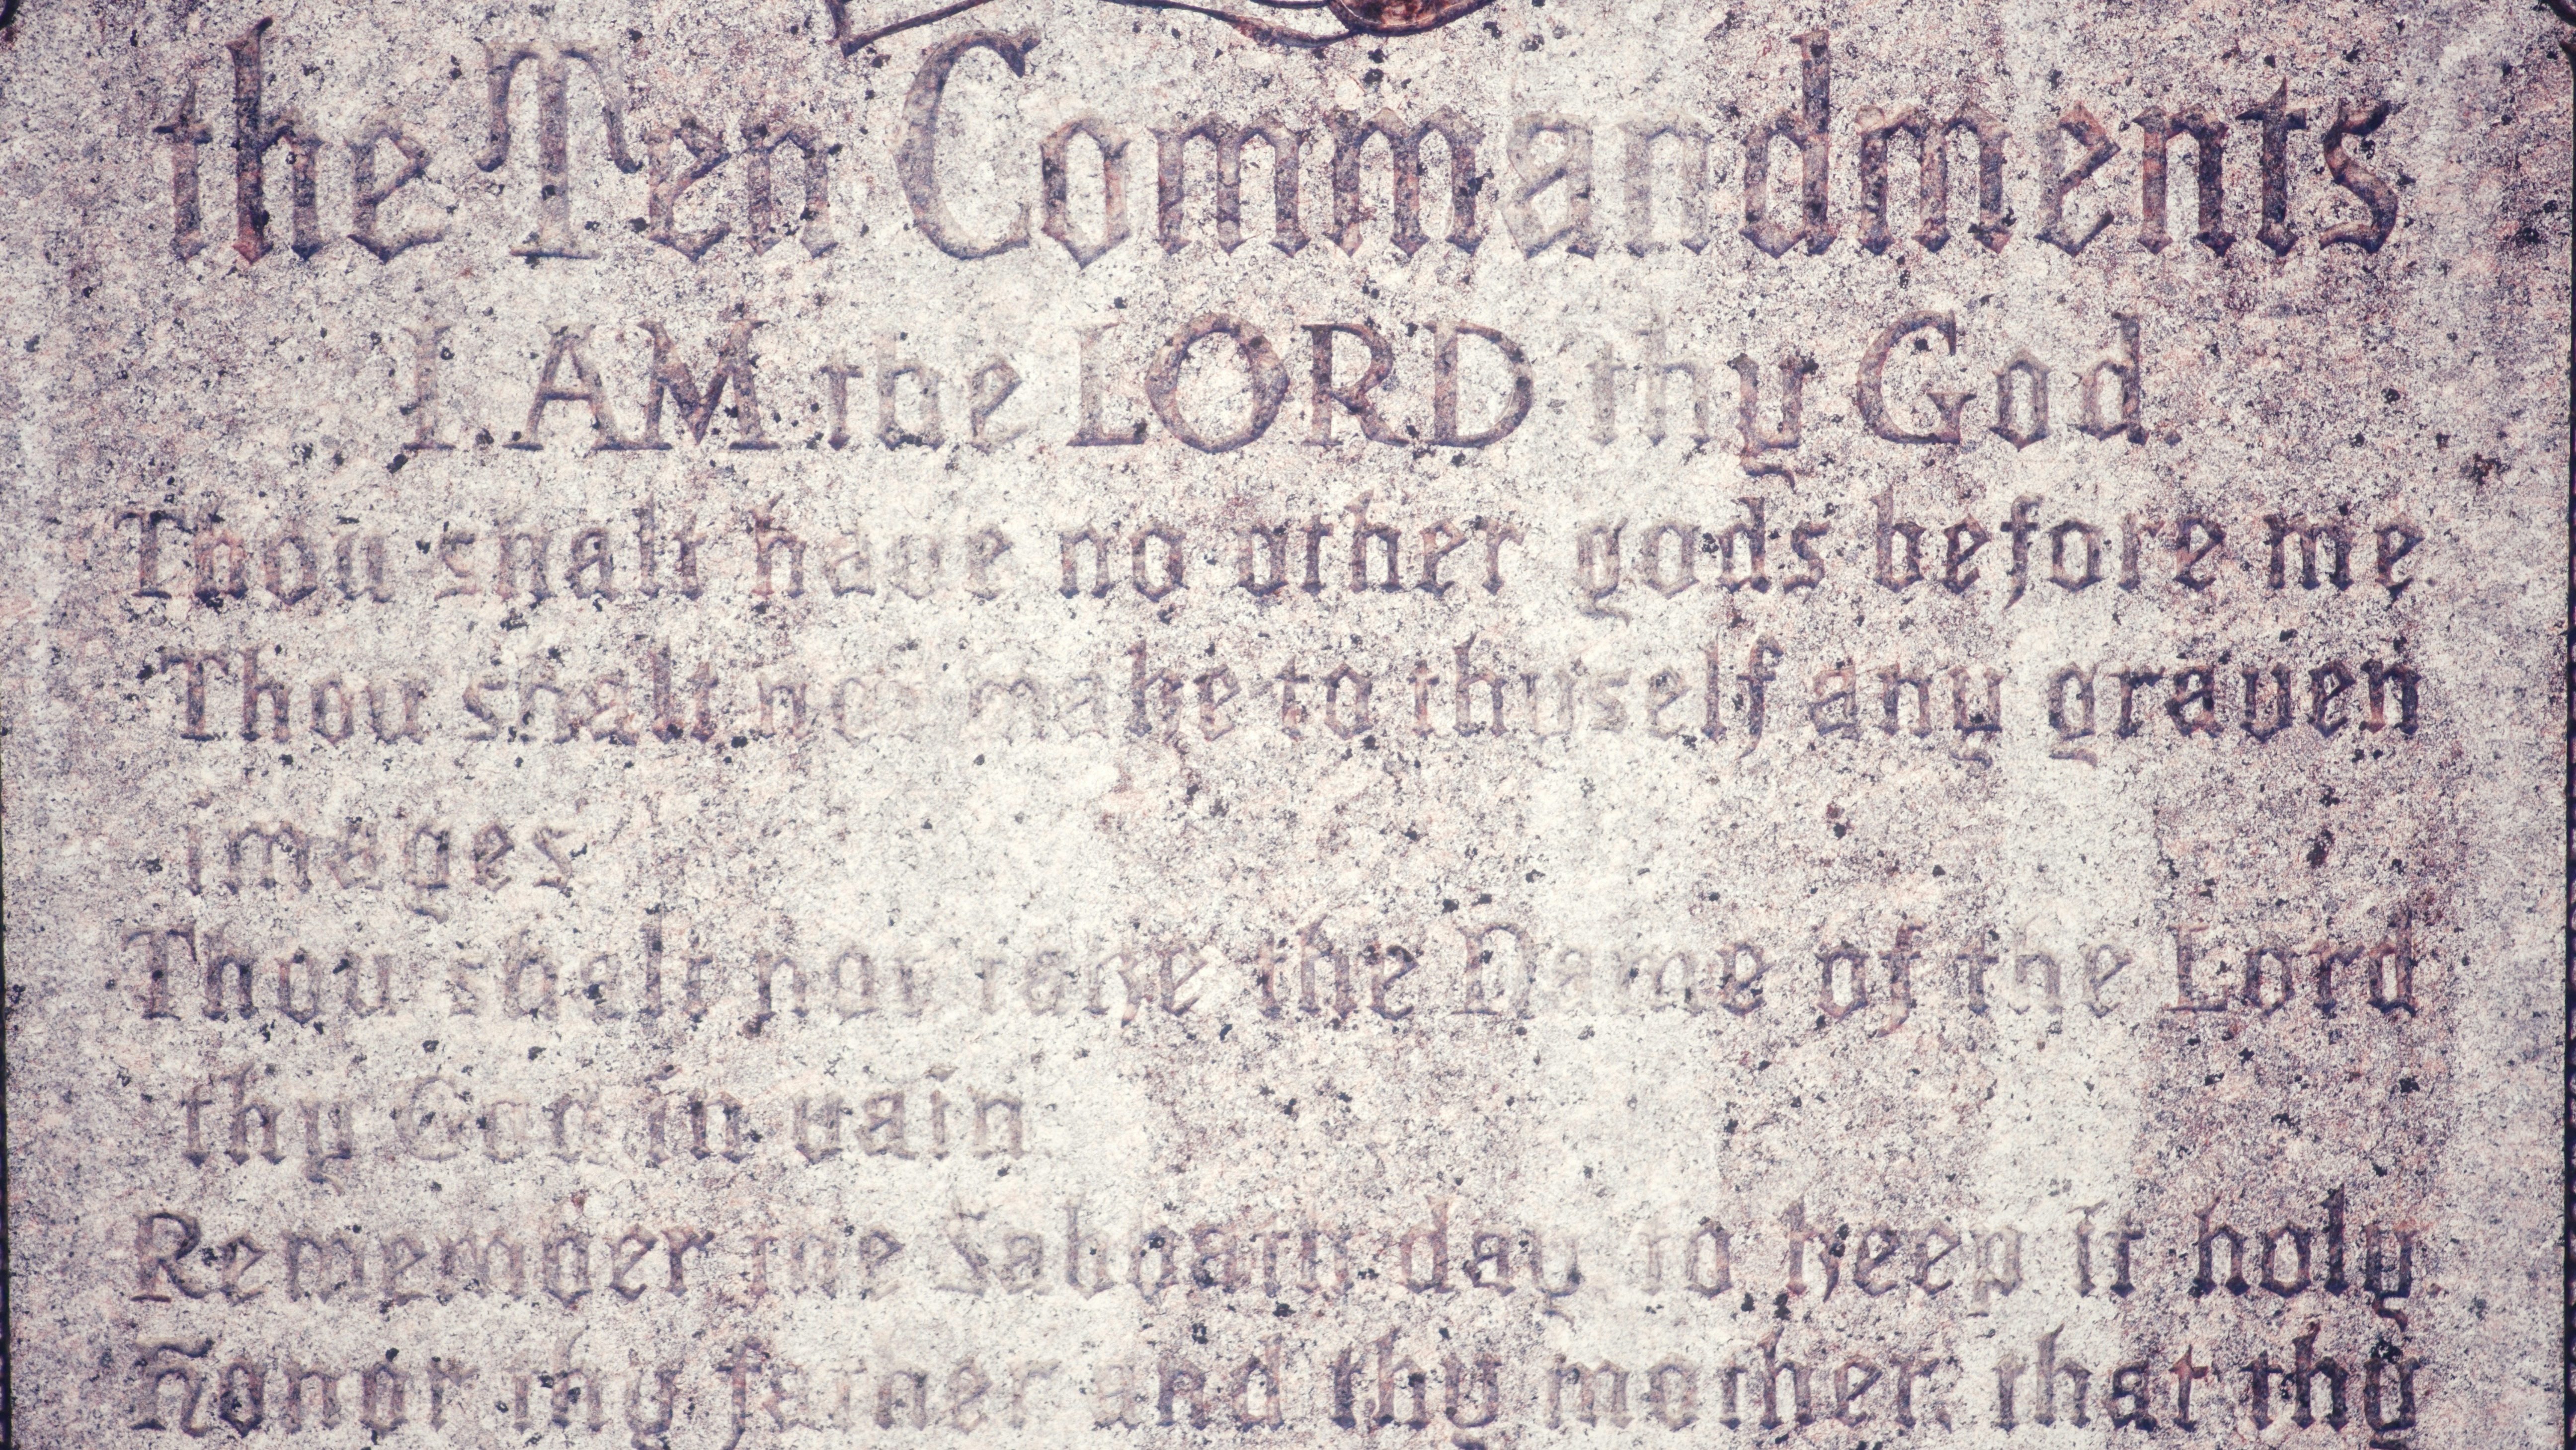 the Ten Commandments
I AM the LORD thy God.
Thou shalt have no other gods before me
Thou shalt not make to thyself any graven
images
Thou shalt not take the Name of the Lord
thy God in vain
Remember the Sabbath day to keep it holy
Honor thy father and thy mother, that thy